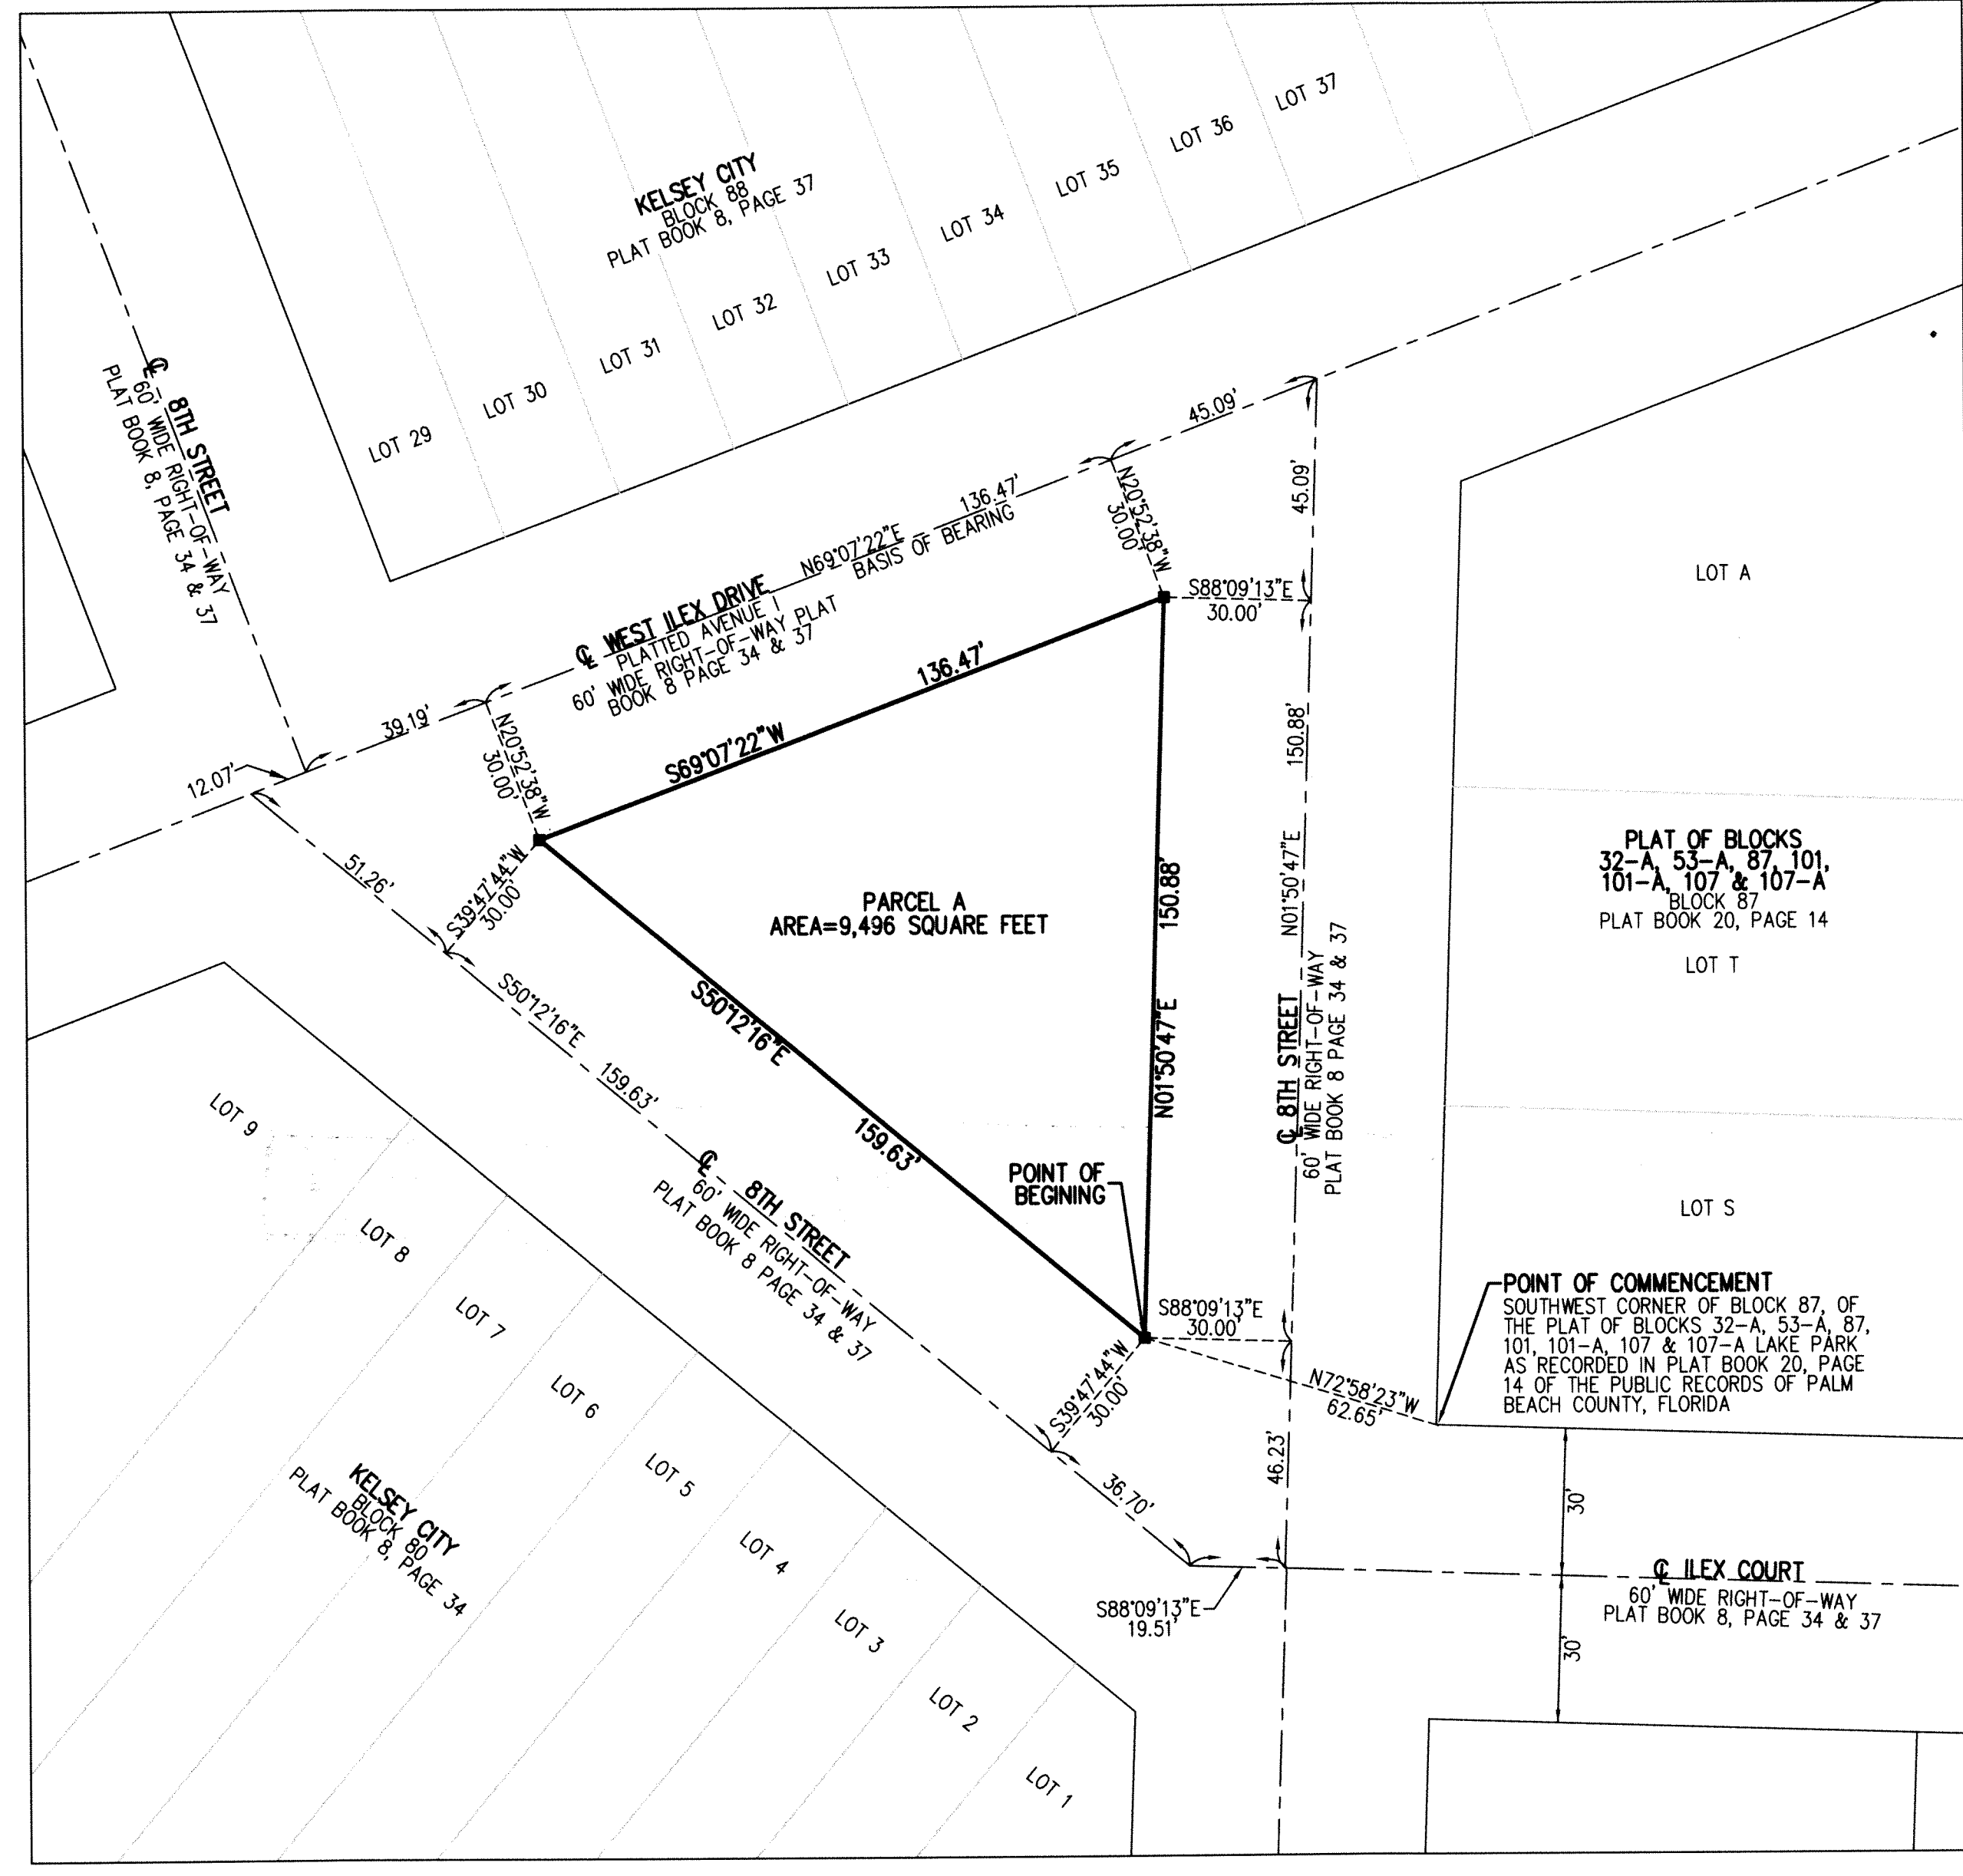 KELSEY CITY
BLOCK 88
PLAT BOOK 8, PAGE 37
LOT 29
LOT 30
LOT 31
LOT 32
LOT 33
LOT 34
LOT 35
LOT 36
LOT 37
℄ 8TH STREET
60' WIDE RIGHT-OF-WAY
PLAT BOOK 8, PAGE 34 & 37
℄ WEST ILEX DRIVE
PLATTED AVENUE I
60' WIDE RIGHT-OF-WAY PLAT
BOOK 8 PAGE 34 & 37
N69°07'22"E 136.47'
BASIS OF BEARING
45.09'
45.09'
N20°52'38"W
30.00'
S88°09'13"E
30.00'
12.07'
39.19'
N20°52'38"W
30.00'
S69°07'22"W 136.47'
51.26'
S39°47'44"W
30.00'
PARCEL A
AREA=9,496 SQUARE FEET
S50°12'16"E 159.63'
N01°50'47"E 150.88'
N01°50'47"E 150.88'
℄ 8TH STREET
60' WIDE RIGHT-OF-WAY
PLAT BOOK 8 PAGE 34 & 37
LOT A
PLAT OF BLOCKS
32-A, 53-A, 87, 101,
101-A, 107 & 107-A
BLOCK 87
PLAT BOOK 20, PAGE 14
LOT T
LOT S
S50°12'16"E 159.63'
℄ 8TH STREET
60' WIDE RIGHT-OF-WAY
PLAT BOOK 8 PAGE 34 & 37
POINT OF
BEGINING
S88°09'13"E
30.00'
S39°47'44"W
30.00'
N72°58'23"W
62.65'
POINT OF COMMENCEMENT
SOUTHWEST CORNER OF BLOCK 87, OF
THE PLAT OF BLOCKS 32-A, 53-A, 87,
101, 101-A, 107 & 107-A LAKE PARK
AS RECORDED IN PLAT BOOK 20, PAGE
14 OF THE PUBLIC RECORDS OF PALM
BEACH COUNTY, FLORIDA
46.23'
36.70'
S88°09'13"E
19.51'
30'
30'
℄ ILEX COURT
60' WIDE RIGHT-OF-WAY
PLAT BOOK 8, PAGE 34 & 37
LOT 9
LOT 8
LOT 7
LOT 6
LOT 5
LOT 4
LOT 3
LOT 2
LOT 1
KELSEY CITY
BLOCK 80
PLAT BOOK 8, PAGE 34